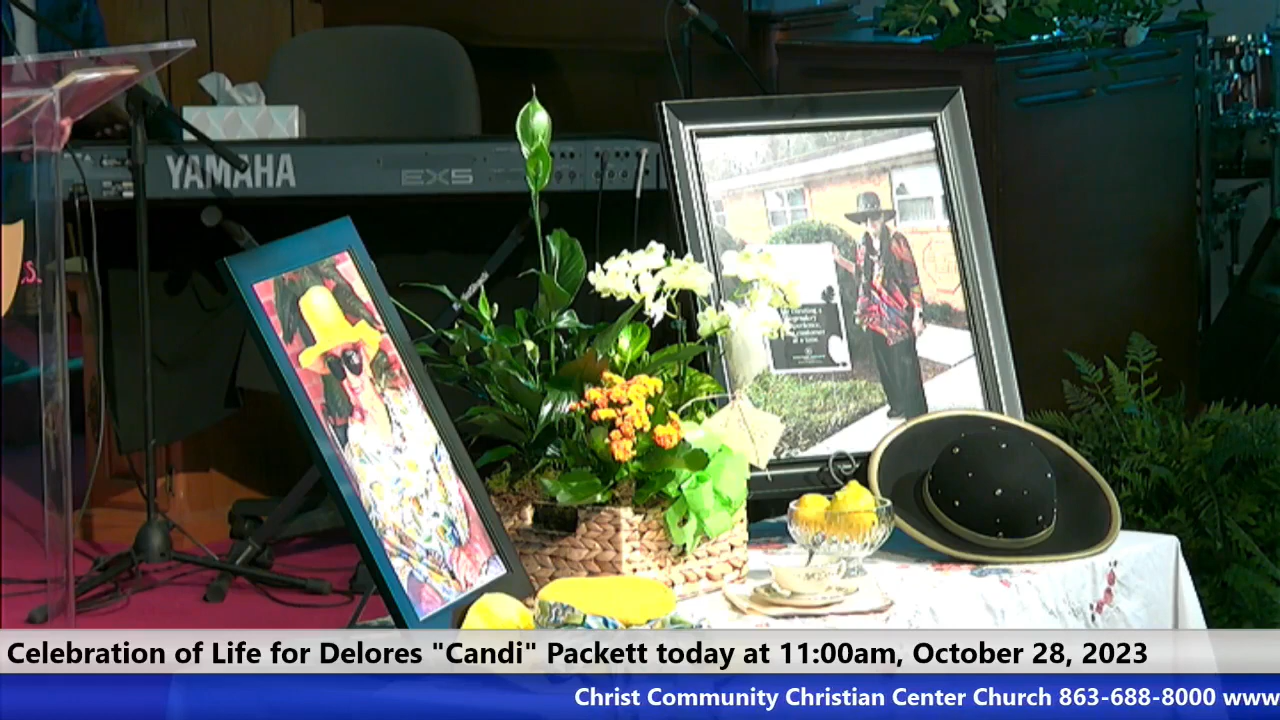 YAMAHA
EX5
Celebration of Life for Delores "Candi" Packett today at 11:00am, October 28, 2023
Christ Community Christian Center Church 863-688-8000 www